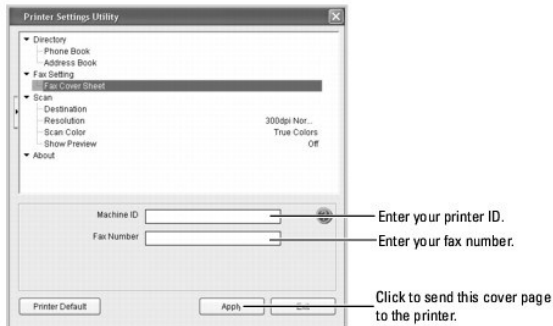 Printer Settings Utility
Directory
Phone Book
Address Book
Fax Setting
Fax Cover Sheet
Scan
Destination
Resolution 300dpi Nor...
Scan Color True Colors
Show Preview Off
About
Machine ID
Enter your printer ID.
Fax Number
Enter your fax number.
Printer Default
Apply
Exit
Click to send this cover page
to the printer.